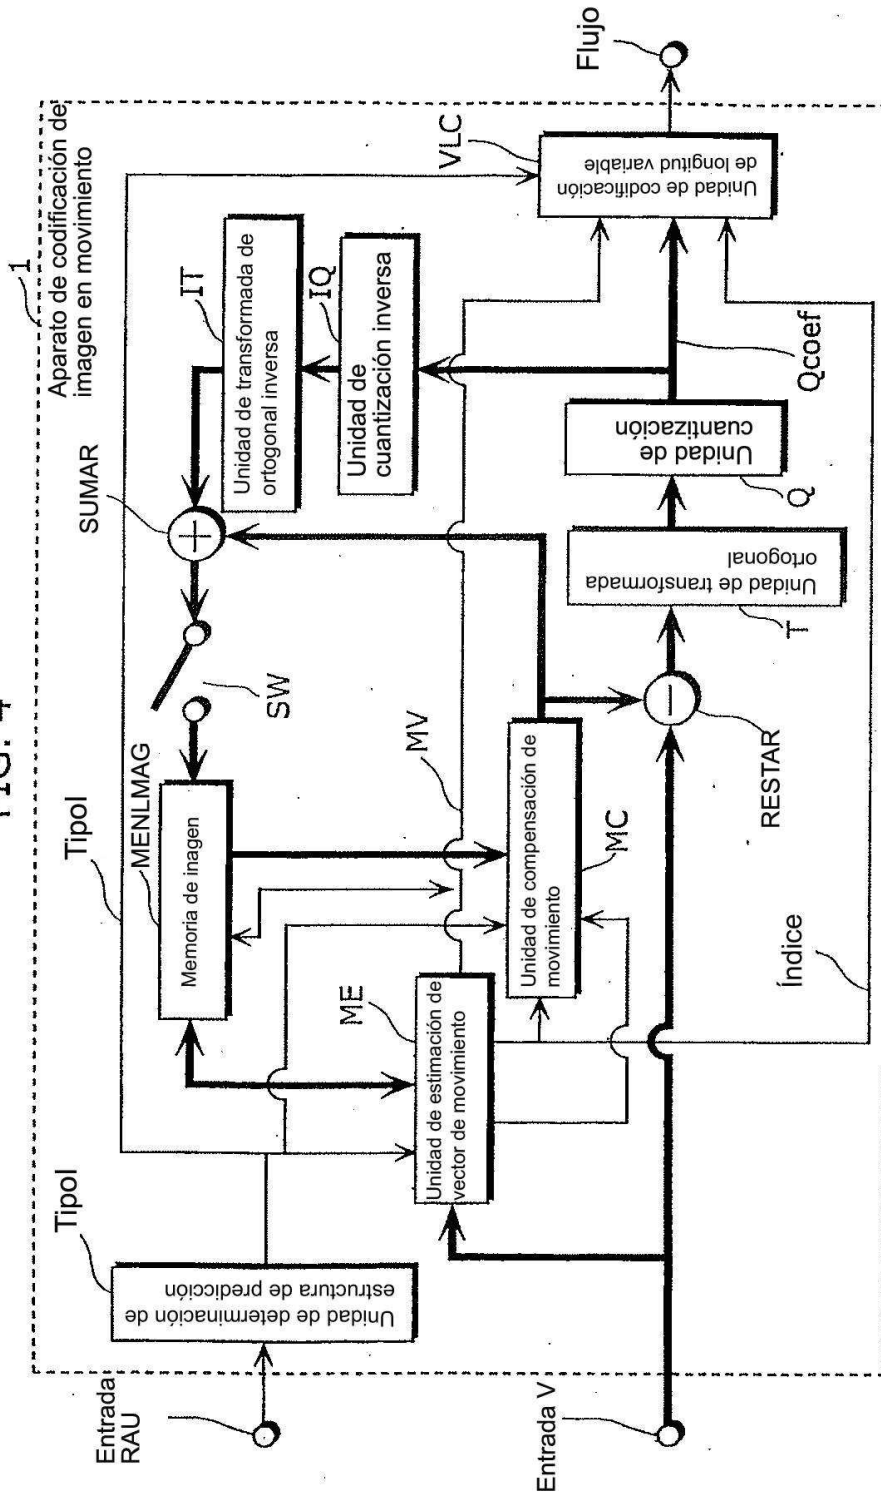 FIG. 4
1
Aparato de codificación de
imagen en movimiento
Entrada
RAU
Tipol
Unidad de determinación de
estructura de predicción
Tipol
MENLMAG
Memoria de imagen
SW
SUMAR
IT
Unidad de transformada de
ortogonal inversa
IQ
Unidad de
cuantización inversa
VLC
Unidad de codificación
de longitud variable
Flujo
ME
Unidad de estimación de
vector de movimiento
MV
Unidad de compensación de
movimiento
MC
Entrada V
RESTAR
Unidad de transformada
ortogonal
T
Unidad de
cuantización
Q
Qcoef
Índice